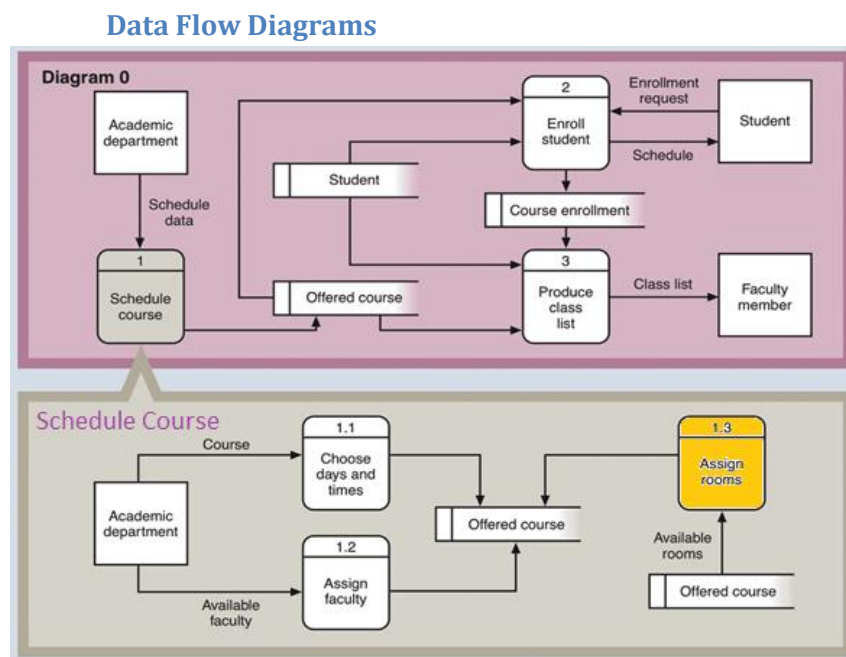 Data Flow Diagrams
Diagram 0
Academic
department
Schedule
data
1
Schedule
course
Student
Offered course
2
Enroll
student
Enrollment
request
Schedule
Student
Course enrollment
3
Produce
class
list
Class list
Faculty
member
Schedule Course
Course
Academic
department
Available
faculty
1.1
Choose
days and
times
1.2
Assign
faculty
Offered course
1.3
Assign
rooms
Available
rooms
Offered course